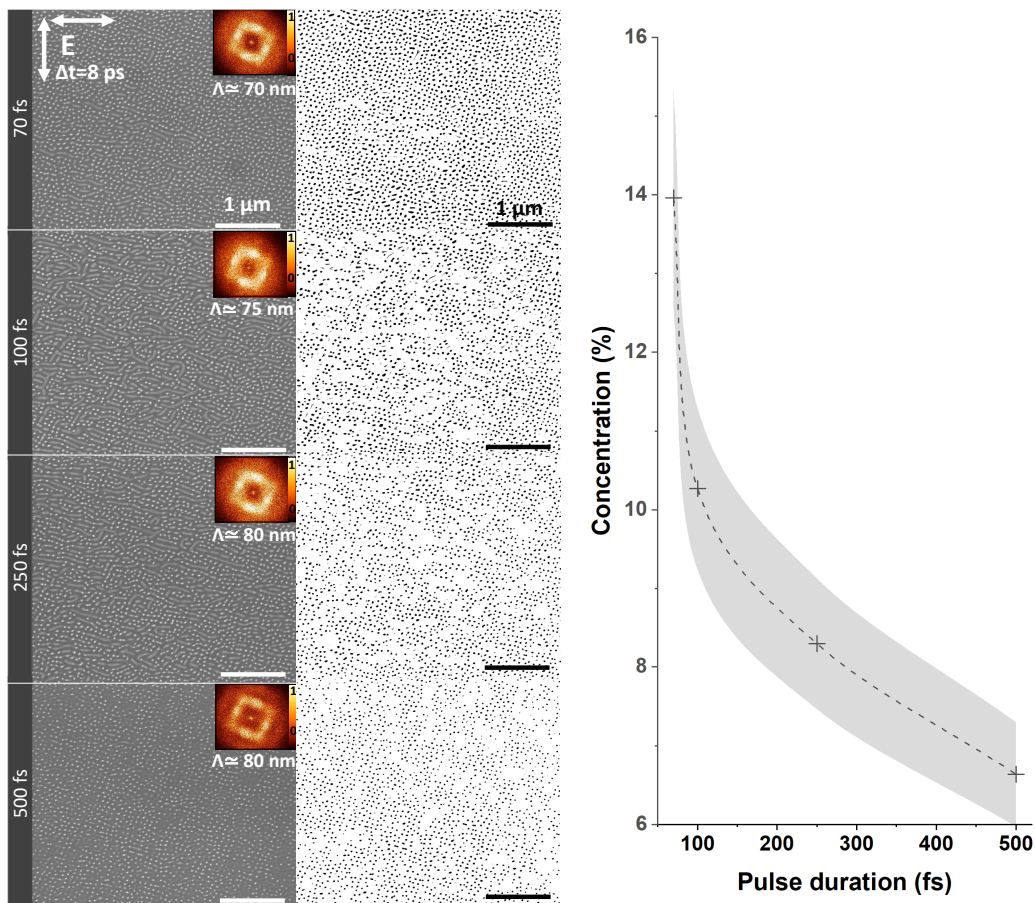 E
Δt=8 ps
1
0
Λ≃ 70 nm
70 fs
1 μm
1 μm
1
0
Λ≃ 75 nm
100 fs
1
0
Λ≃ 80 nm
250 fs
1
0
Λ≃ 80 nm
500 fs
16
14
12
10
8
6
Concentration (%)
100 200 300 400 500
Pulse duration (fs)